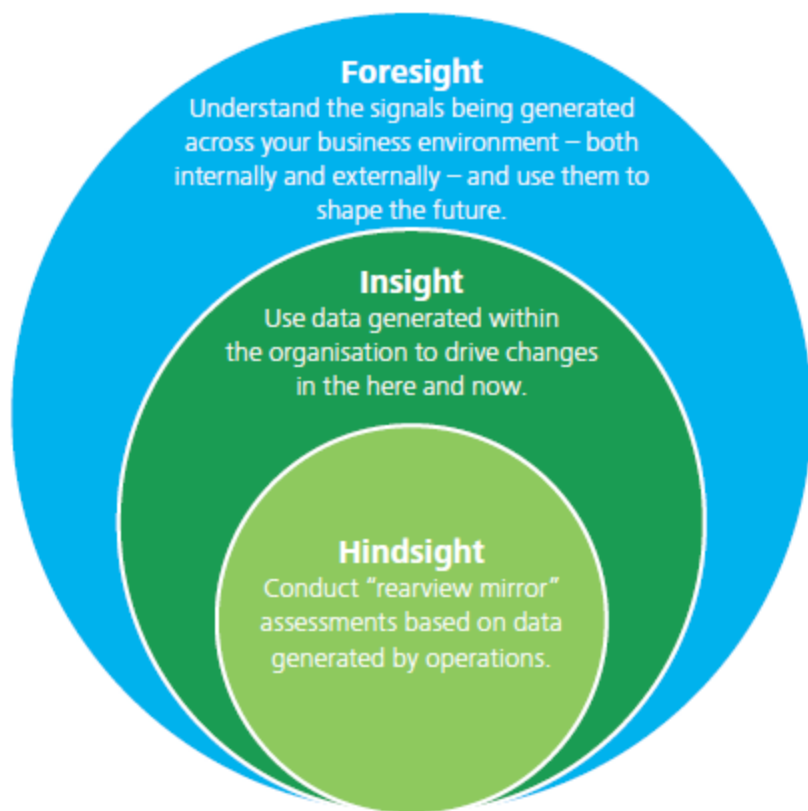 Foresight
Understand the signals being generated
across your business environment – both
internally and externally – and use them to
shape the future.
Insight
Use data generated within
the organisation to drive changes
in the here and now.
Hindsight
Conduct “rearview mirror”
assessments based on data
generated by operations.